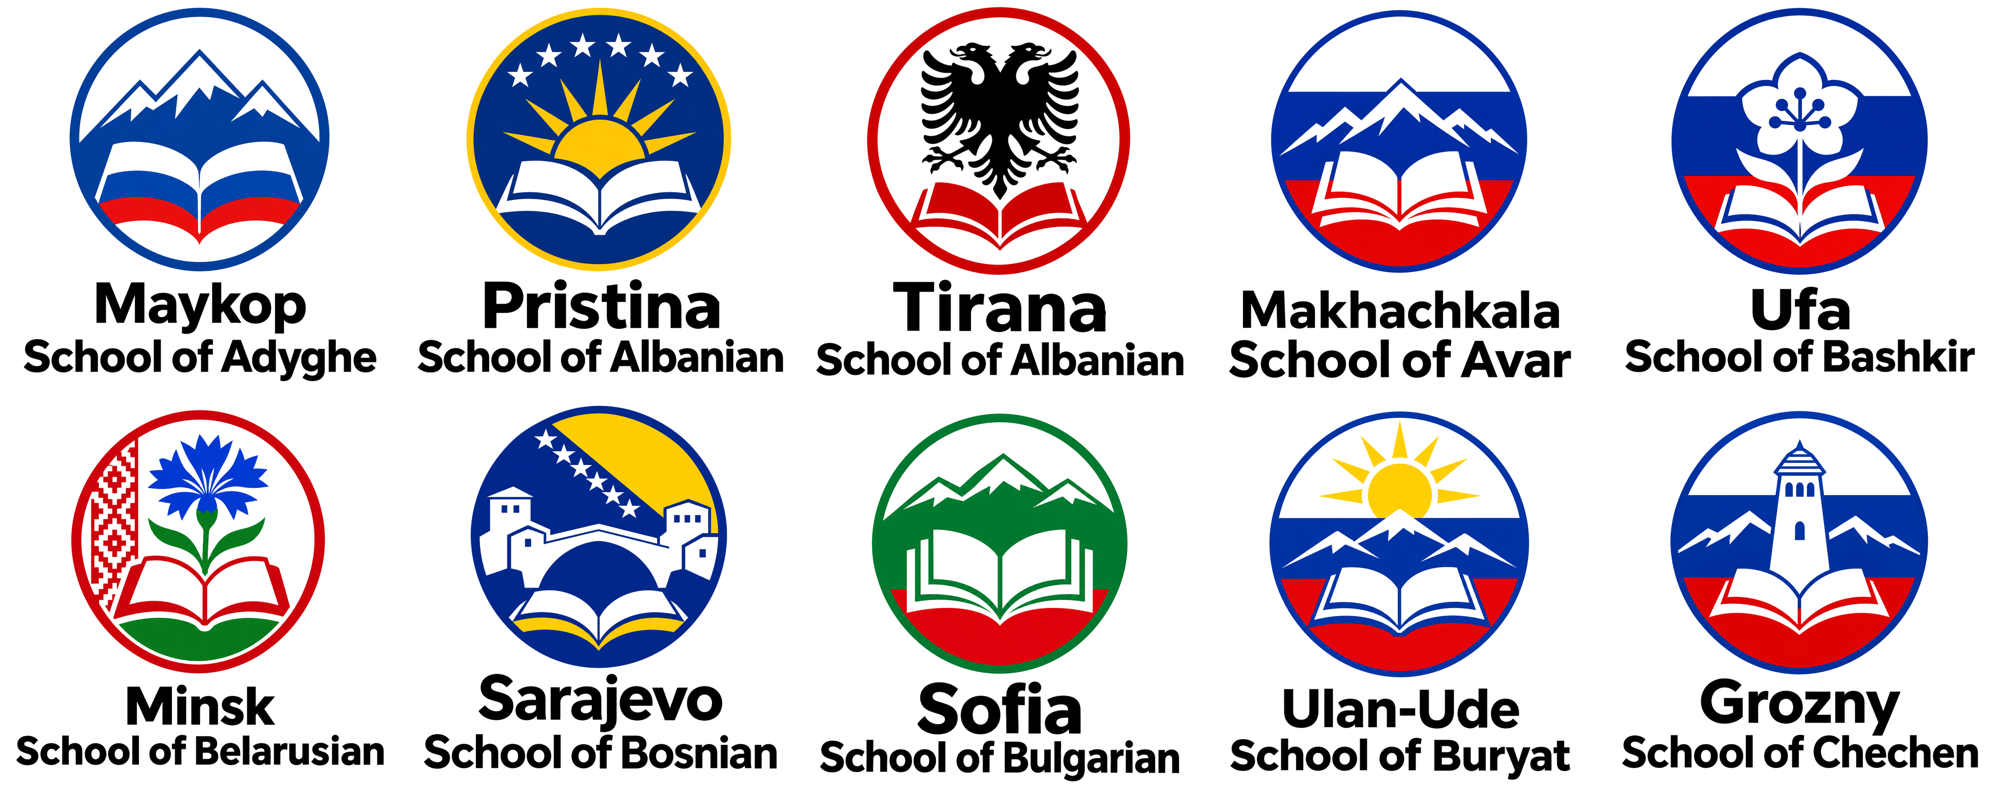 Maykop
School of Adyghe
Pristina
School of Albanian
Tirana
School of Albanian
Makhachkala
School of Avar
Ufa
School of Bashkir
Minsk
School of Belarusian
Sarajevo
School of Bosnian
Sofia
School of Bulgarian
Ulan-Ude
School of Buryat
Grozny
School of Chechen